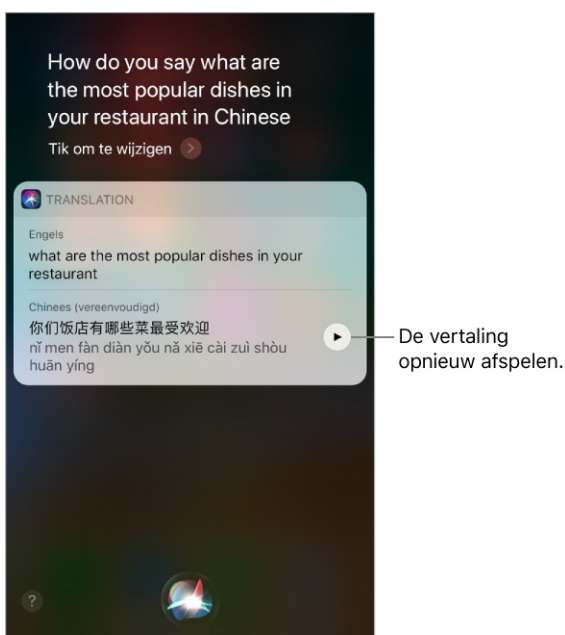 How do you say what are
the most popular dishes in
your restaurant in Chinese
Tik om te wijzigen
TRANSLATION
Engels
what are the most popular dishes in your
restaurant
Chinees (vereenvoudigd)
你们饭店有哪些菜最受欢迎
nǐ men fàn diàn yǒu nǎ xiē cài zuì shòu
huān yíng
De vertaling
opnieuw afspelen.
?